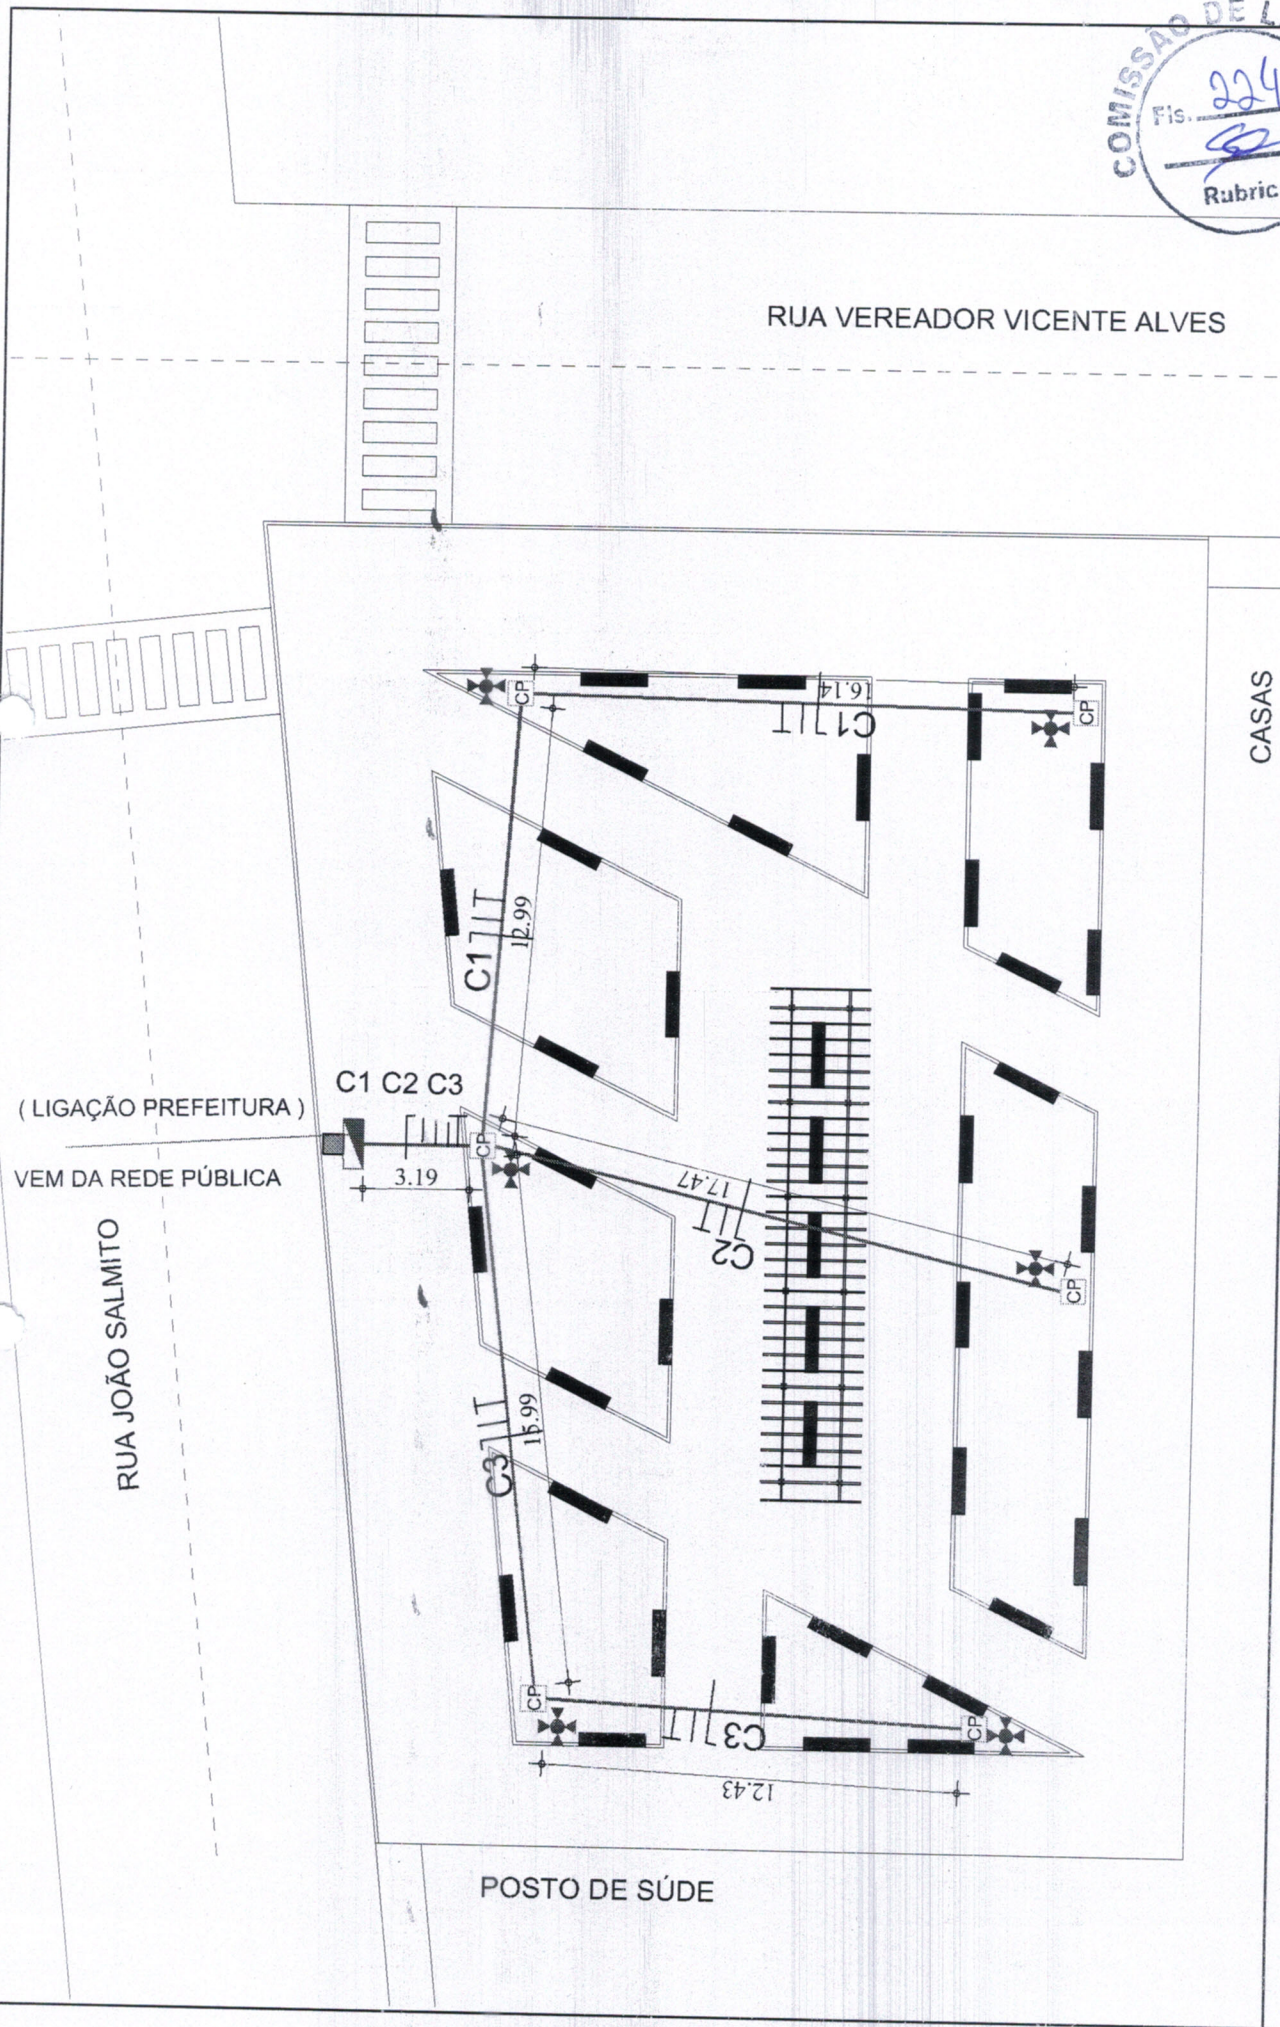 COMISSÃO DE L
Fls. 224
Rubric
RUA VEREADOR VICENTE ALVES
CASAS
CP
16.14
C1
CP
12.99
C1
C1 C2 C3
( LIGAÇÃO PREFEITURA )
CP
VEM DA REDE PÚBLICA
3.19
17.47
C2
CP
RUA JOÃO SALMITO
15.99
C3
CP
C3
CP
12.43
POSTO DE SÚDE